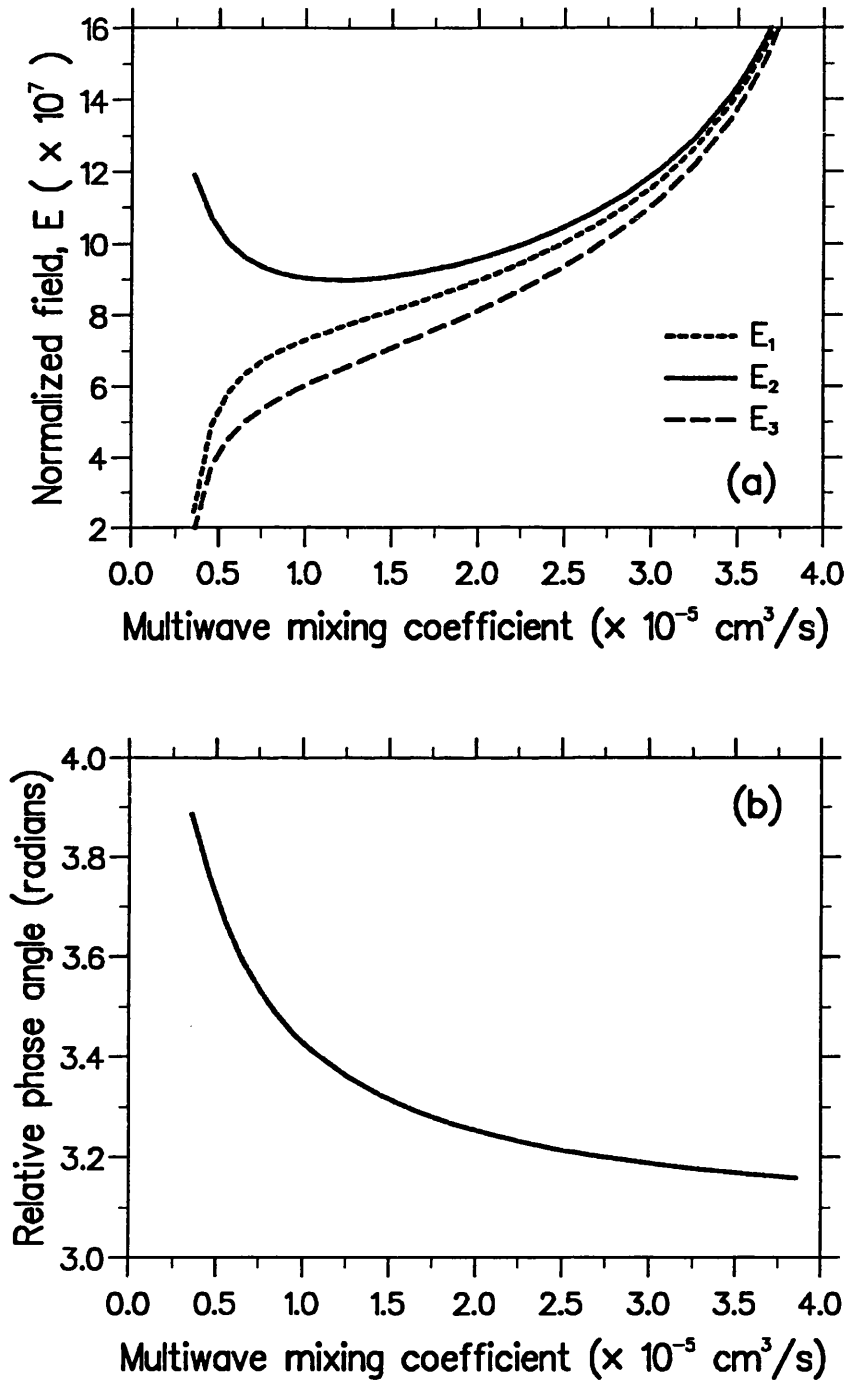 16
14
12
10
8
6
4
2
Normalized field, E ( × 10⁷ )
E₁
E₂
E₃
(a)
0.0 0.5 1.0 1.5 2.0 2.5 3.0 3.5 4.0
Multiwave mixing coefficient (× 10⁻⁵ cm³/s)
4.0
3.8
3.6
3.4
3.2
3.0
Relative phase angle (radians)
(b)
0.0 0.5 1.0 1.5 2.0 2.5 3.0 3.5 4.0
Multiwave mixing coefficient (× 10⁻⁵ cm³/s)